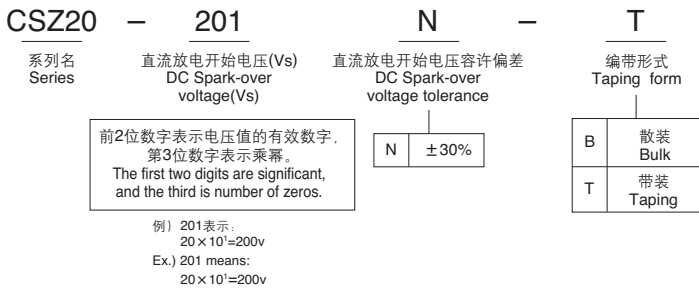 CSZ20 – 201 N – T
系列名 直流放电开始电压(Vs) 直流放电开始电压容许偏差 编带形式
Series DC Spark-over DC Spark-over Taping form
voltage(Vs) voltage tolerance
前2位数字表示电压值的有效数字，
第3位数字表示乘幂。
The first two digits are significant,
and the third is number of zeros.
N ±30%
B 散装
Bulk
T 带装
Taping
例）201表示：
20×10¹=200v
Ex.) 201 means:
20×10¹=200v